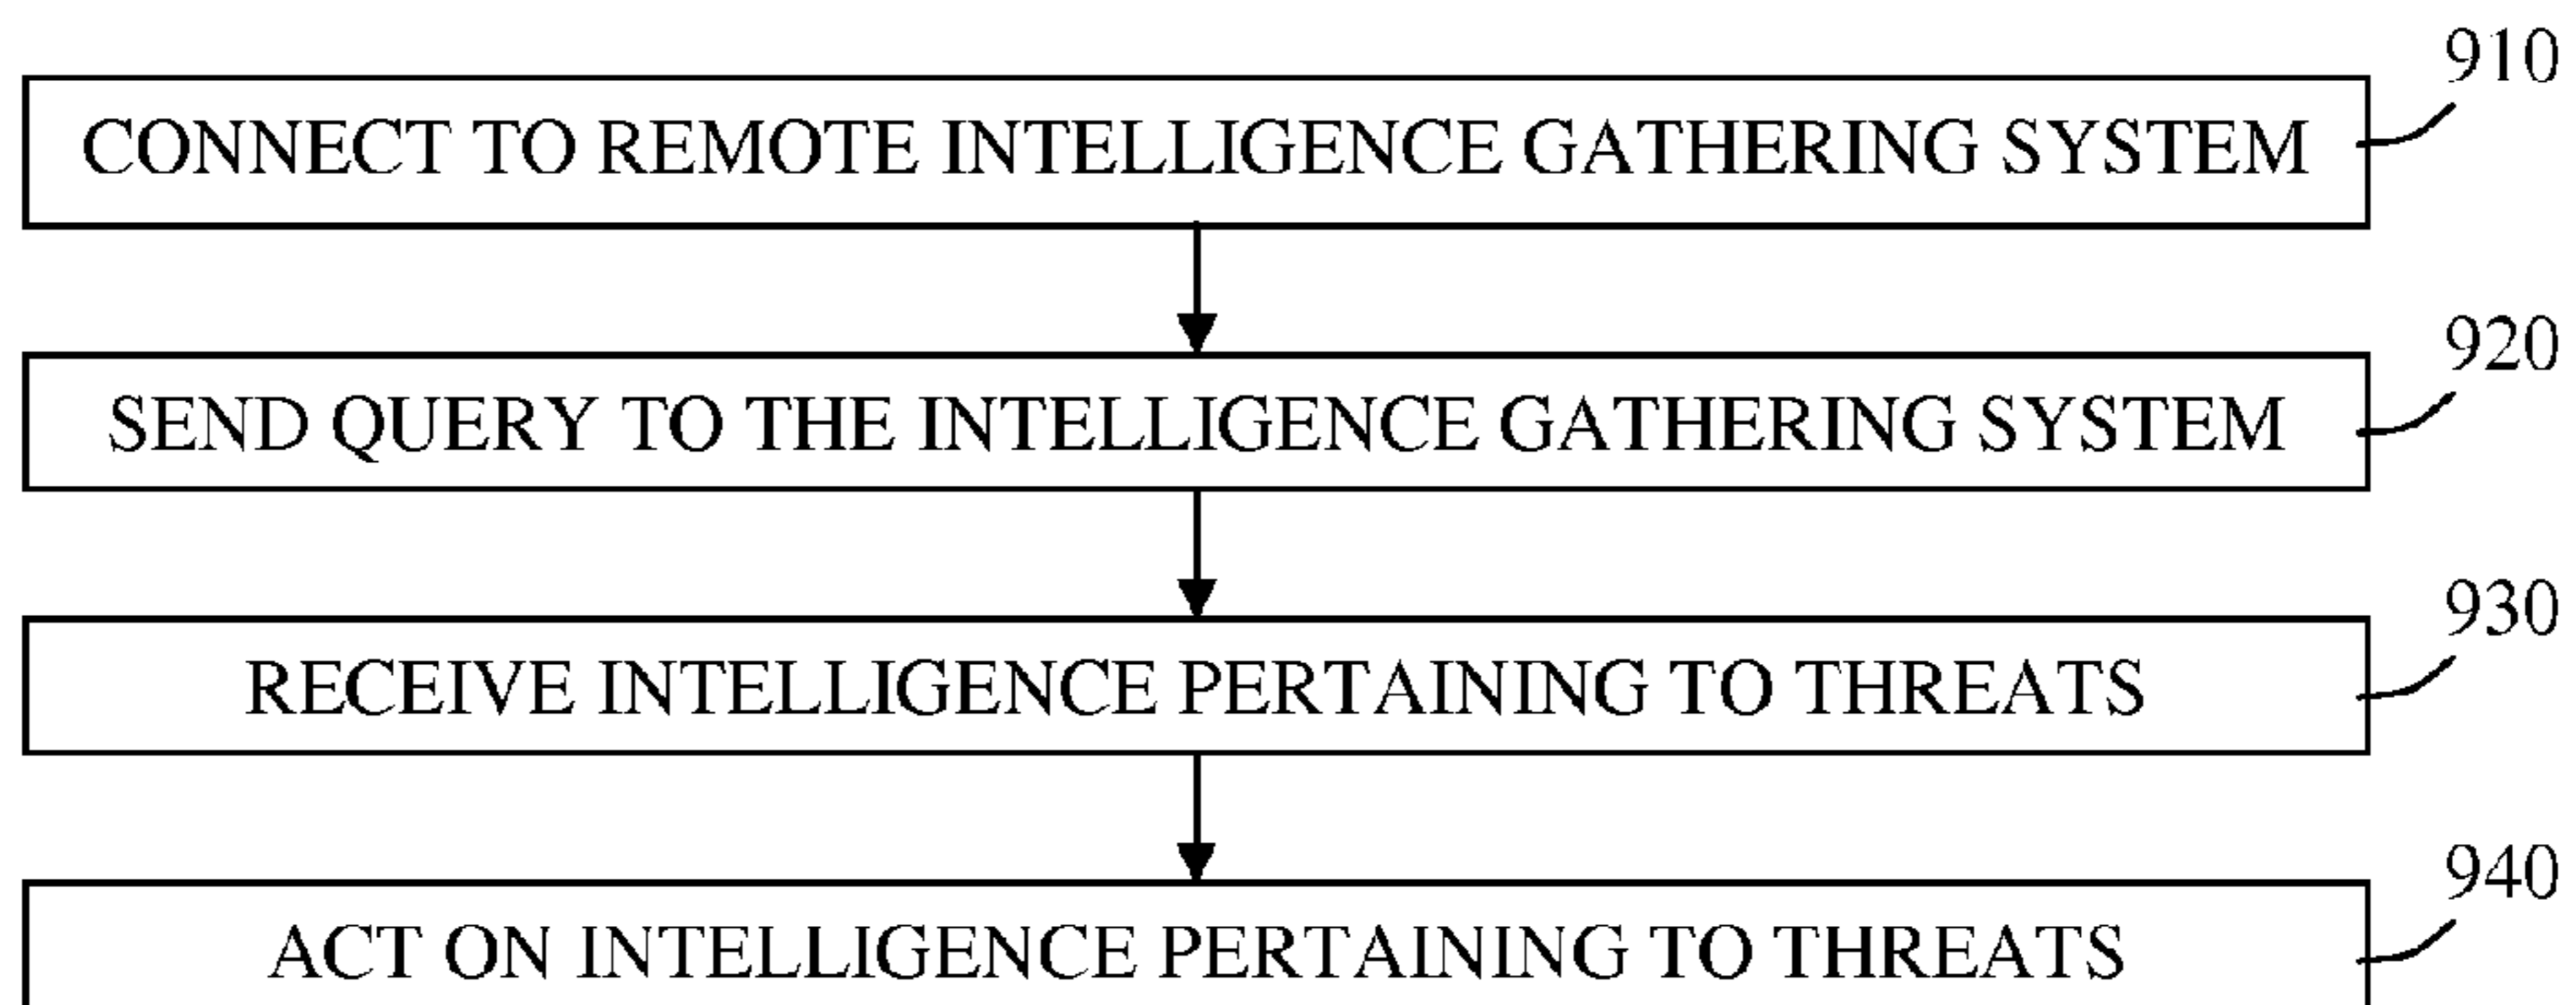 910
CONNECT TO REMOTE INTELLIGENCE GATHERING SYSTEM
920
SEND QUERY TO THE INTELLIGENCE GATHERING SYSTEM
930
RECEIVE INTELLIGENCE PERTAINING TO THREATS
940
ACT ON INTELLIGENCE PERTAINING TO THREATS